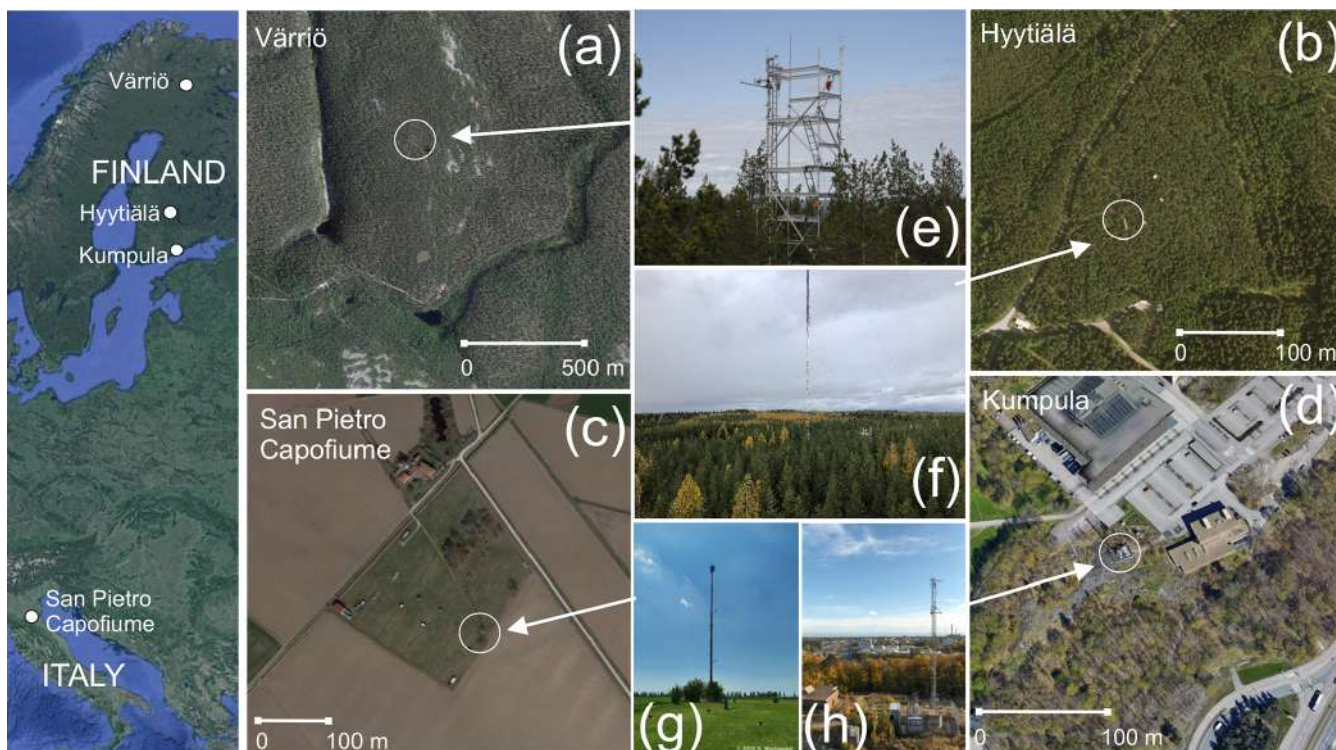 Värriö
FINLAND
Hyytiälä
Kumpula
San Pietro
Capofiume
ITALY
Värriö
(a)
0
500 m
San Pietro
Capofiume
(c)
0
100 m
(e)
(f)
(g)
(h)
Hyytiälä
(b)
0
100 m
Kumpula
(d)
0
100 m